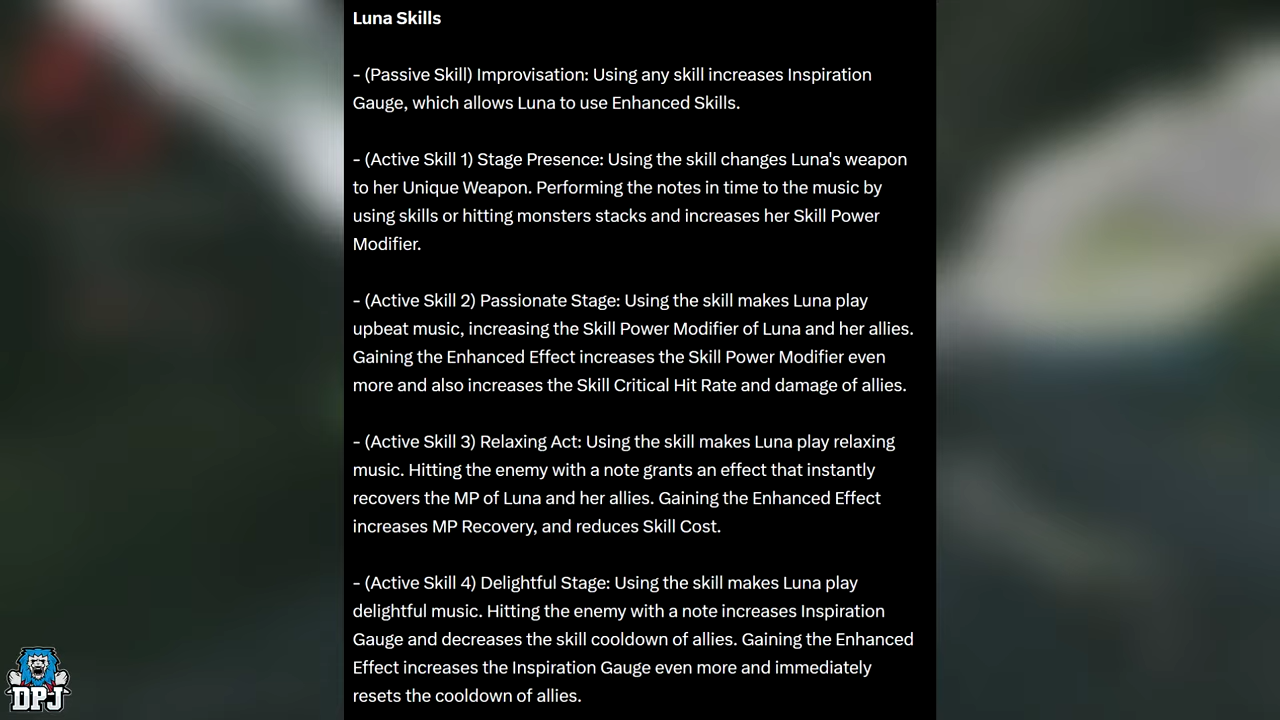 Luna Skills
- (Passive Skill) Improvisation: Using any skill increases Inspiration
Gauge, which allows Luna to use Enhanced Skills.
- (Active Skill 1) Stage Presence: Using the skill changes Luna's weapon
to her Unique Weapon. Performing the notes in time to the music by
using skills or hitting monsters stacks and increases her Skill Power
Modifier.
- (Active Skill 2) Passionate Stage: Using the skill makes Luna play
upbeat music, increasing the Skill Power Modifier of Luna and her allies.
Gaining the Enhanced Effect increases the Skill Power Modifier even
more and also increases the Skill Critical Hit Rate and damage of allies.
- (Active Skill 3) Relaxing Act: Using the skill makes Luna play relaxing
music. Hitting the enemy with a note grants an effect that instantly
recovers the MP of Luna and her allies. Gaining the Enhanced Effect
increases MP Recovery, and reduces Skill Cost.
- (Active Skill 4) Delightful Stage: Using the skill makes Luna play
delightful music. Hitting the enemy with a note increases Inspiration
Gauge and decreases the skill cooldown of allies. Gaining the Enhanced
Effect increases the Inspiration Gauge even more and immediately
resets the cooldown of allies.
DPJ